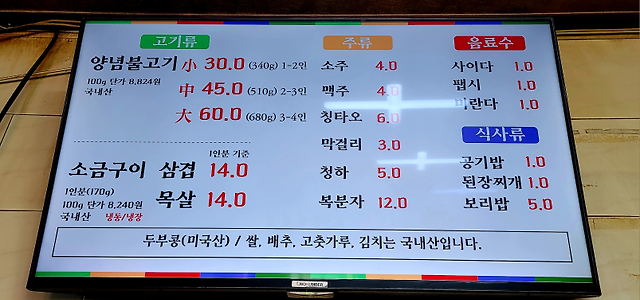 고기류
양념불고기 小 30.0 (340g) 1-2인
100g 단가 8,824원
국내산
中 45.0 (510g) 2-3인
大 60.0 (680g) 3-4인
1인분 기준
소금구이 삼겹 14.0
1인분(170g)
100g 단가 8,240원
국내산 냉동/냉장
목살 14.0
주류
소주 4.0
맥주 4.0
칭타오 6.0
막걸리 3.0
청하 5.0
복분자 12.0
음료수
사이다 1.0
팹시 1.0
미란다 1.0
식사류
공기밥 1.0
된장찌개 1.0
보리밥 5.0
두부콩(미국산) / 쌀, 배추, 고춧가루, 김치는 국내산입니다.